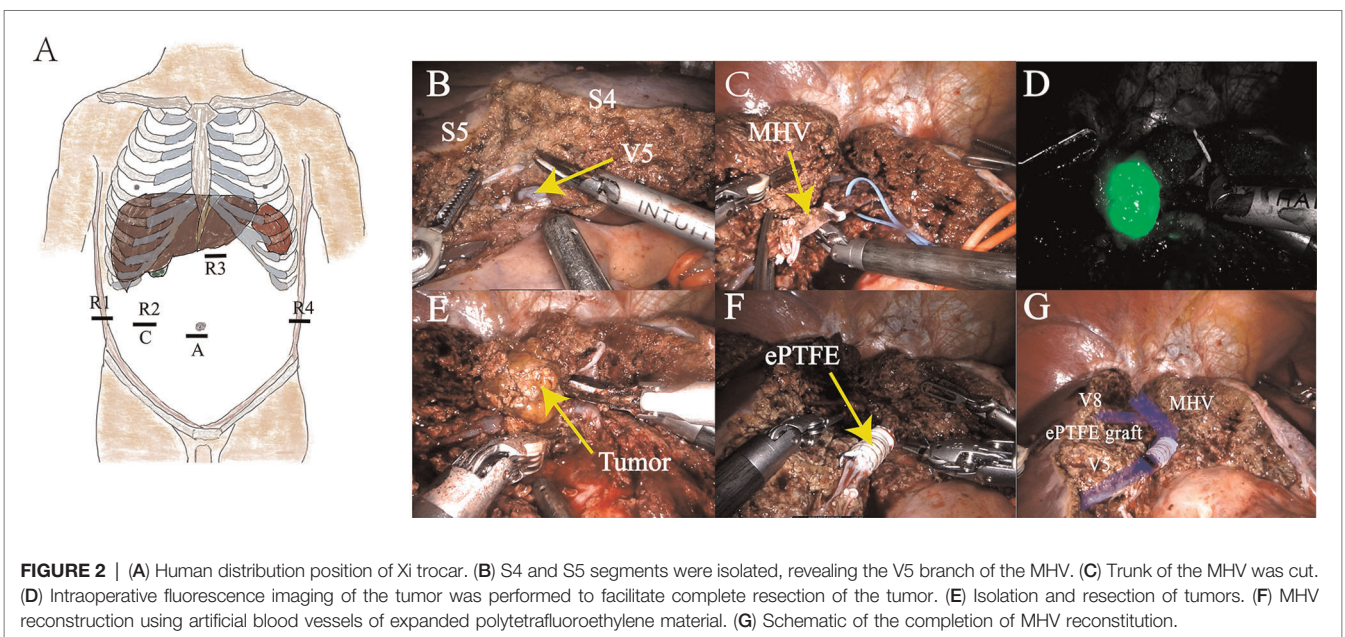 A
R1
R2
C
R3
A
R4
B
S5
S4
V5
INTUIT
C
MHV
D
HA
E
Tumor
F
ePTFE
G
V8
MHV
ePTFE graft
V5
FIGURE 2 | (A) Human distribution position of Xi trocar. (B) S4 and S5 segments were isolated, revealing the V5 branch of the MHV. (C) Trunk of the MHV was cut.
(D) Intraoperative fluorescence imaging of the tumor was performed to facilitate complete resection of the tumor. (E) Isolation and resection of tumors. (F) MHV
reconstruction using artificial blood vessels of expanded polytetrafluoroethylene material. (G) Schematic of the completion of MHV reconstitution.